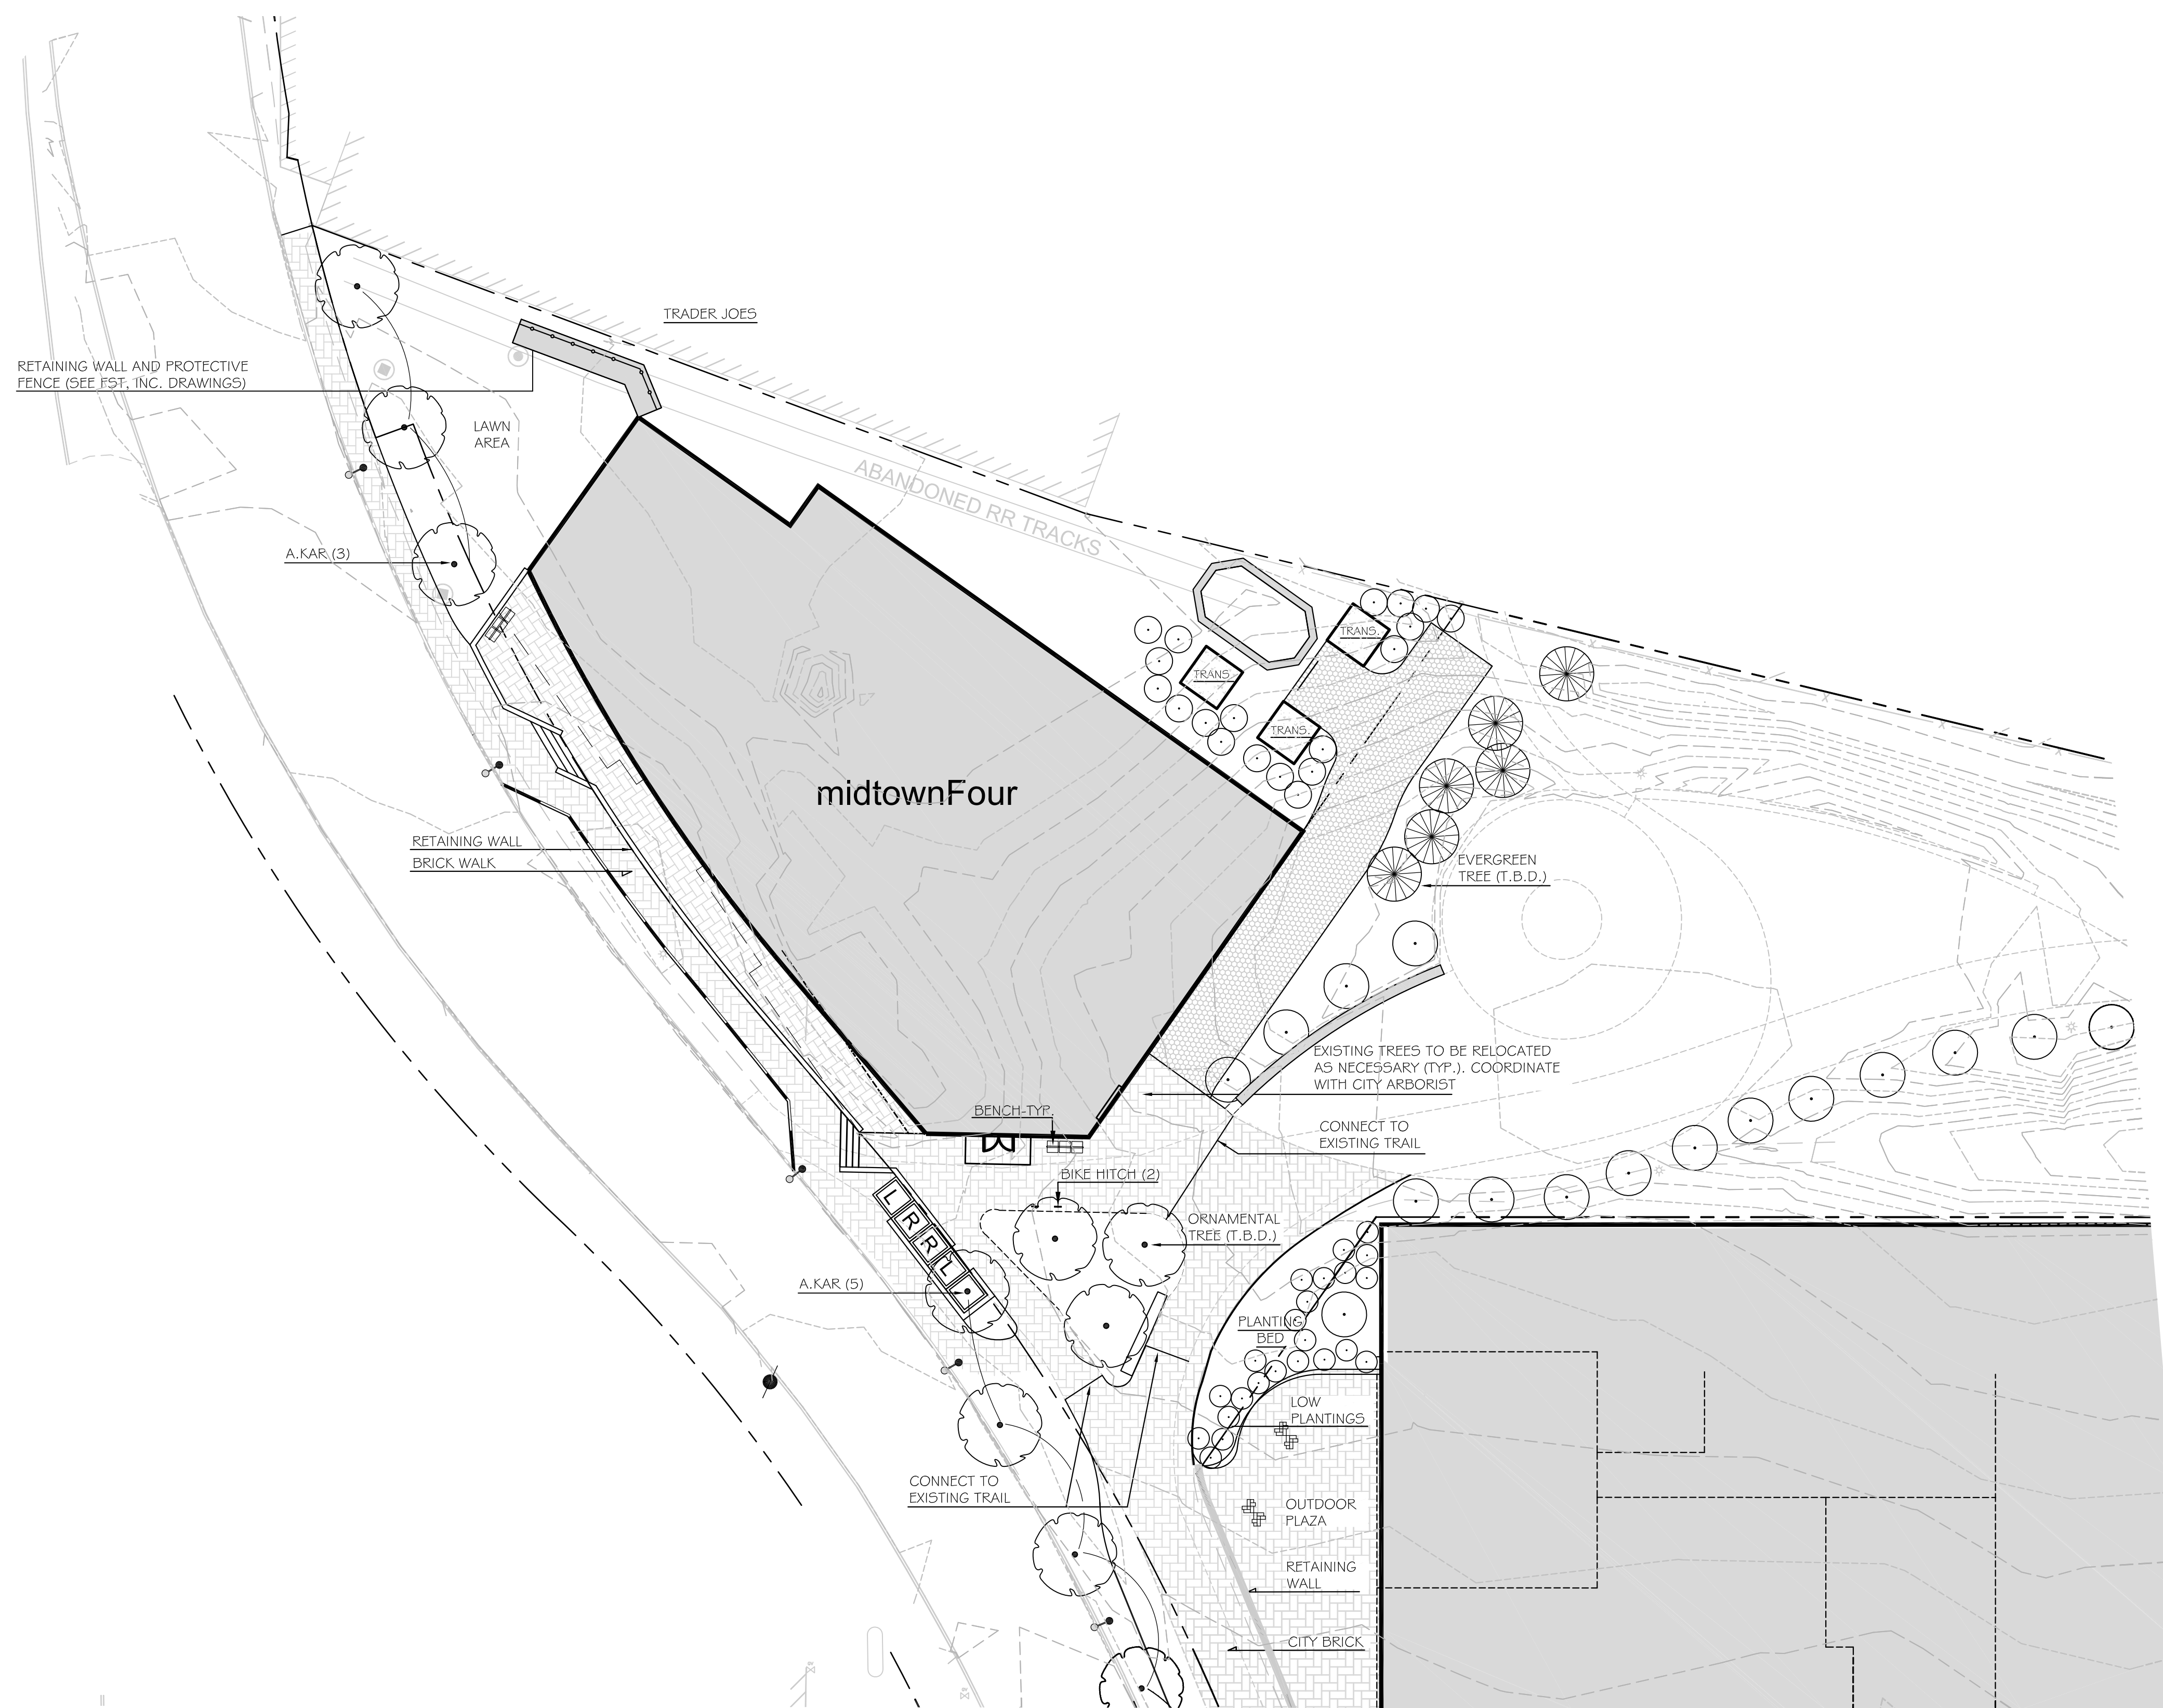 TRADER JOES
RETAINING WALL AND PROTECTIVE
FENCE (SEE FST, INC. DRAWINGS)
LAWN
AREA
ABANDONED RR TRACKS
A.KAR (3)
TRANS.
TRANS.
TRANS.
midtownFour
RETAINING WALL
BRICK WALK
EVERGREEN
TREE (T.B.D.)
EXISTING TREES TO BE RELOCATED
AS NECESSARY (TYP.). COORDINATE
WITH CITY ARBORIST
BENCH-TYP.
CONNECT TO
EXISTING TRAIL
BIKE HITCH (2)
L
R
R
L
ORNAMENTAL
TREE (T.B.D.)
A.KAR (5)
PLANTING
BED
LOW
PLANTINGS
CONNECT TO
EXISTING TRAIL
OUTDOOR
PLAZA
RETAINING
WALL
CITY BRICK